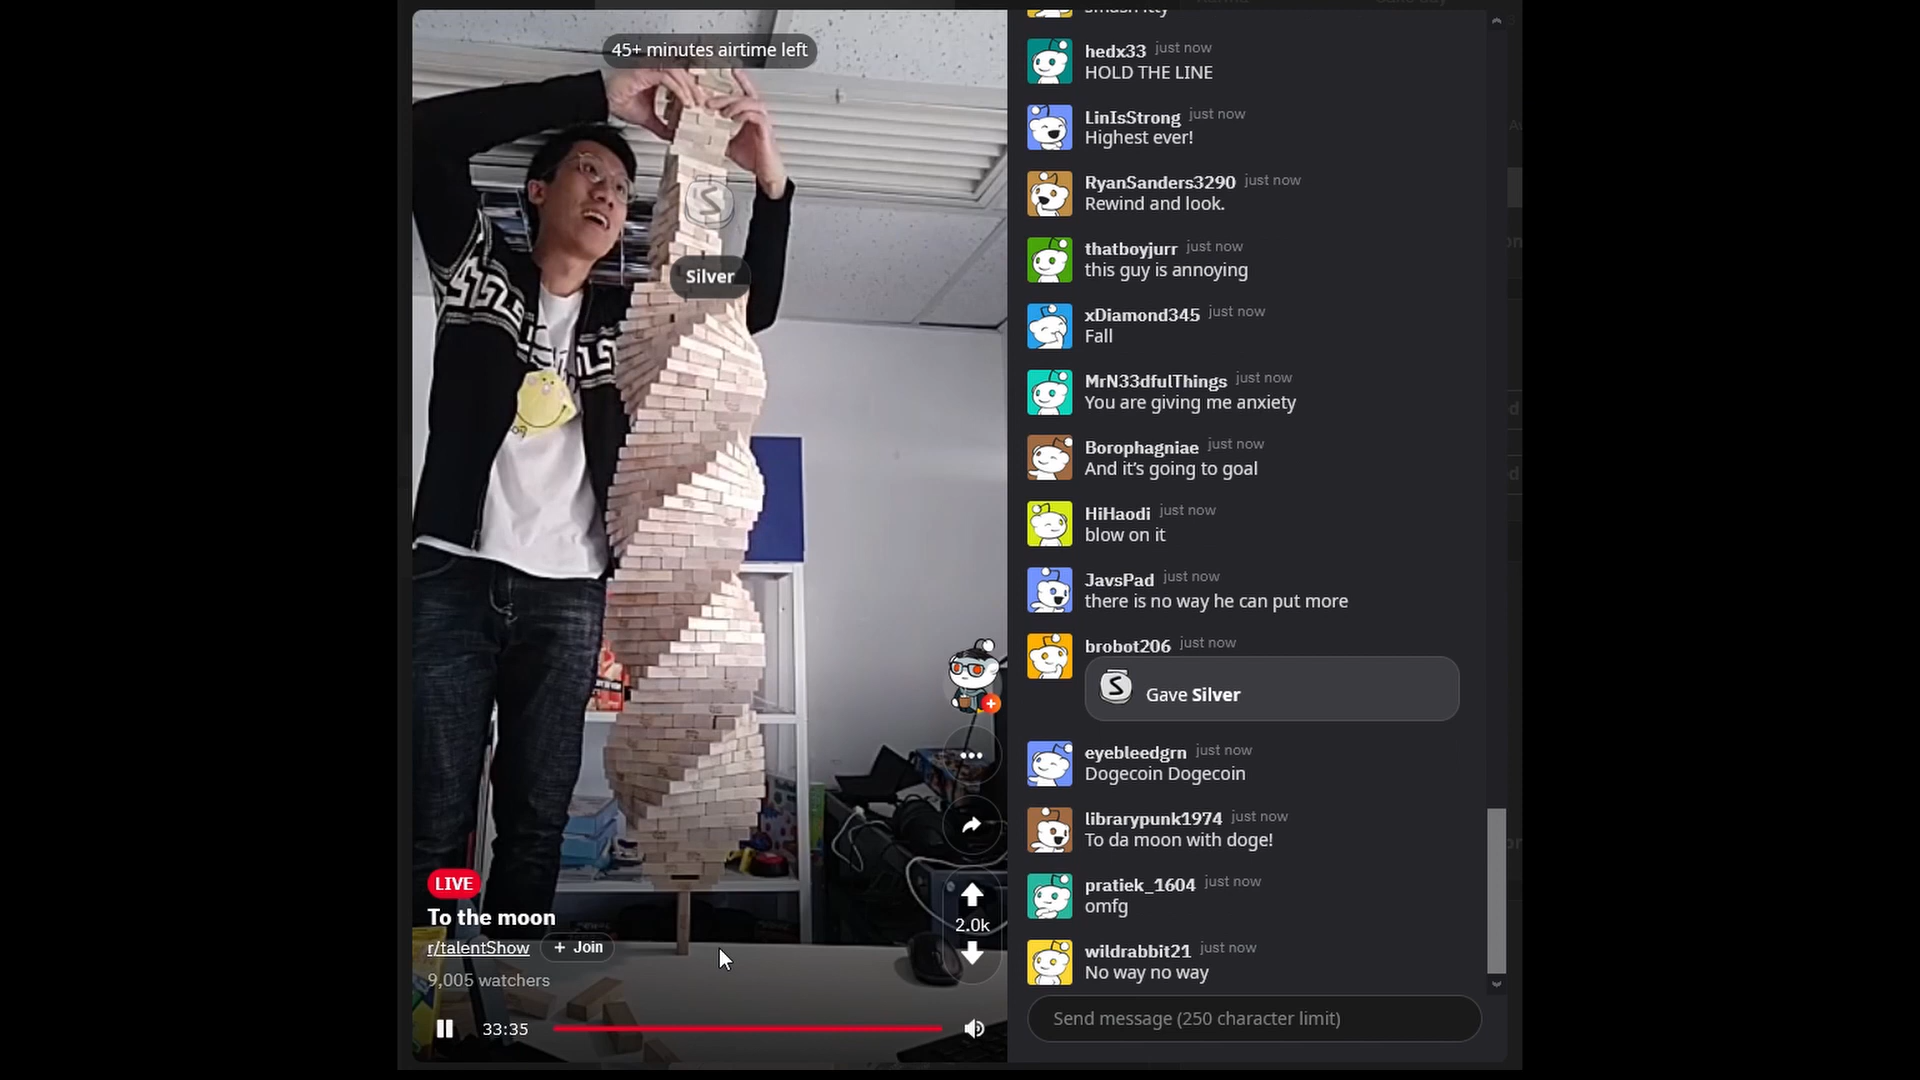 45+ minutes airtime left
Silver
LIVE
To the moon
r/talentShow
+ Join
9,005 watchers
33:35
2.0k
hedx33 just now
HOLD THE LINE
LinIsStrong just now
Highest ever!
RyanSanders3290 just now
Rewind and look.
thatboyjurr just now
this guy is annoying
xDiamond345 just now
Fall
MrN33dfulThings just now
You are giving me anxiety
Borophagniae just now
And it's going to goal
HiHaodi just now
blow on it
JavsPad just now
there is no way he can put more
brobot206 just now
S Gave Silver
eyebleedgrn just now
Dogecoin Dogecoin
librarypunk1974 just now
To da moon with doge!
pratiek_1604 just now
omfg
wildrabbit21 just now
No way no way
Send message (250 character limit)